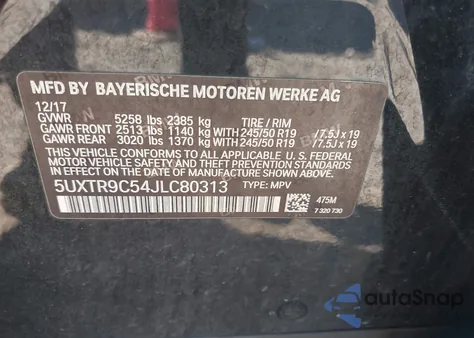 MFD BY BAYERISCHE MOTOREN WERKE AG
12/17
GVWR 5258 lbs 2385 kg TIRE / RIM
GAWR FRONT 2513 lbs 1140 kg WITH 245/50 R19 /7.5J x 19
GAWR REAR 3020 lbs 1370 kg WITH 245/50 R19 /7.5J x 19
THIS VEHICLE CONFORMS TO ALL APPLICABLE FEDERAL MOTOR
VEHICLE SAFETY AND THEFT PREVENTION STANDARDS
IN EFFECT ON THE DATE OF MANUFACTURE SHOWN ABOVE.
5UXTR9C54JLC80313 TYPE: MPV
475M
7 320 730
autoSnap